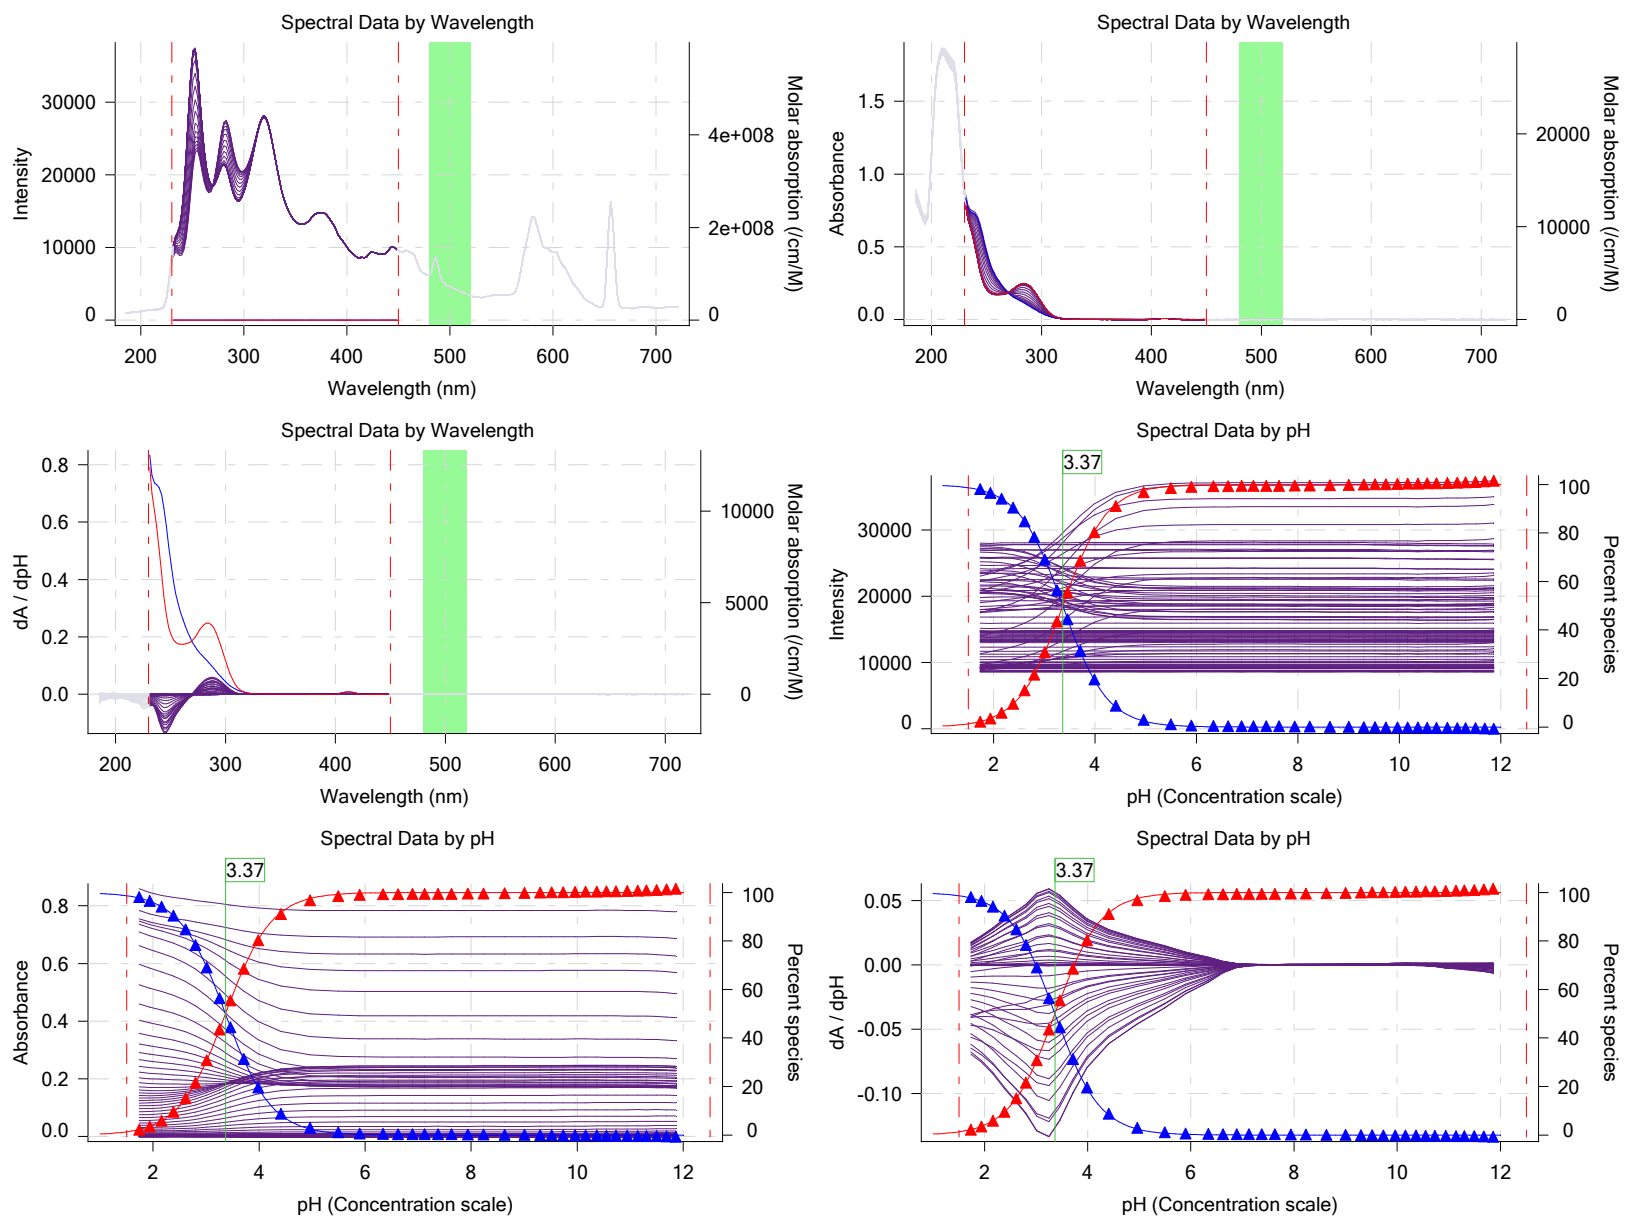 Spectral Data by Wavelength
Intensity
30000
20000
10000
0
4e+008
2e+008
0
Molar absorption (/cm/M)
200 300 400 500 600 700
Wavelength (nm)
Spectral Data by Wavelength
Absorbance
1.5
1.0
0.5
0.0
20000
10000
0
Molar absorption (/cm/M)
200 300 400 500 600 700
Wavelength (nm)
Spectral Data by Wavelength
dA / dpH
0.8
0.6
0.4
0.2
0.0
10000
5000
0
Molar absorption (/cm/M)
200 300 400 500 600 700
Wavelength (nm)
Spectral Data by pH
3.37
Intensity
30000
20000
10000
0
100
80
60
40
20
0
Percent species
2 4 6 8 10 12
pH (Concentration scale)
Spectral Data by pH
3.37
Absorbance
0.8
0.6
0.4
0.2
0.0
100
80
60
40
20
0
Percent species
2 4 6 8 10 12
pH (Concentration scale)
Spectral Data by pH
3.37
dA / dpH
0.05
0.00
-0.05
-0.10
100
80
60
40
20
0
Percent species
2 4 6 8 10 12
pH (Concentration scale)